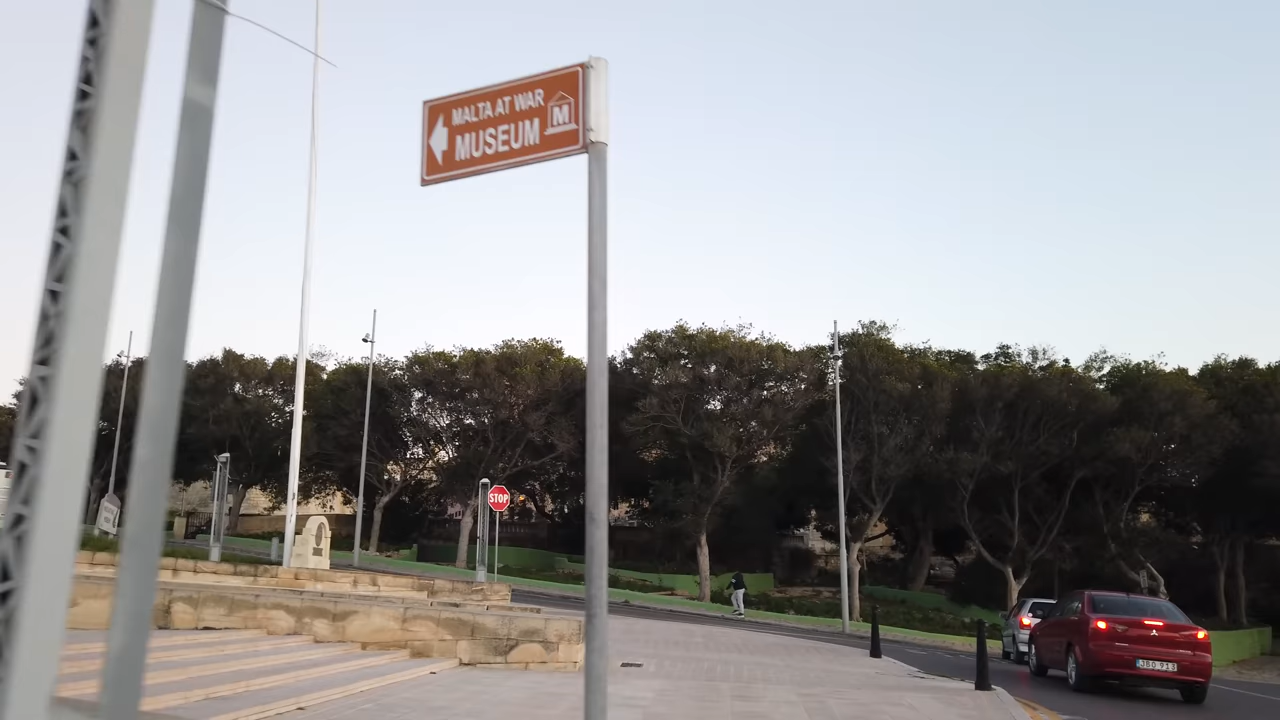 MALTA AT WAR
MUSEUM
M
STOP
JBO 913